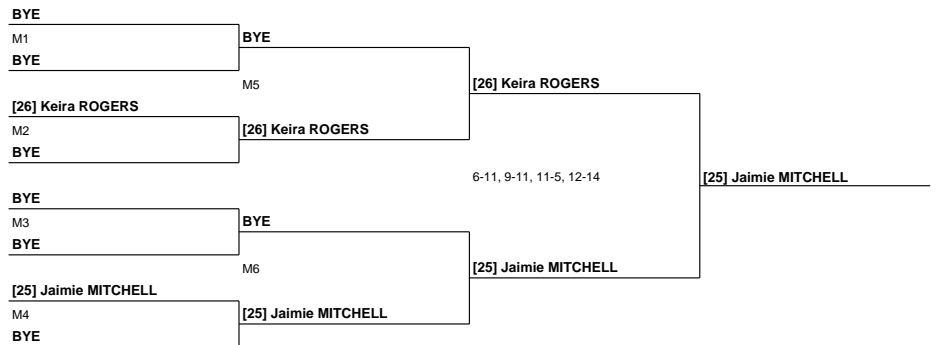 BYE
M1
BYE
BYE
M5
[26] Keira ROGERS
[26] Keira ROGERS
M2
[26] Keira ROGERS
BYE
6-11, 9-11, 11-5, 12-14
[25] Jaimie MITCHELL
BYE
M3
BYE
BYE
M6
[25] Jaimie MITCHELL
[25] Jaimie MITCHELL
M4
[25] Jaimie MITCHELL
BYE